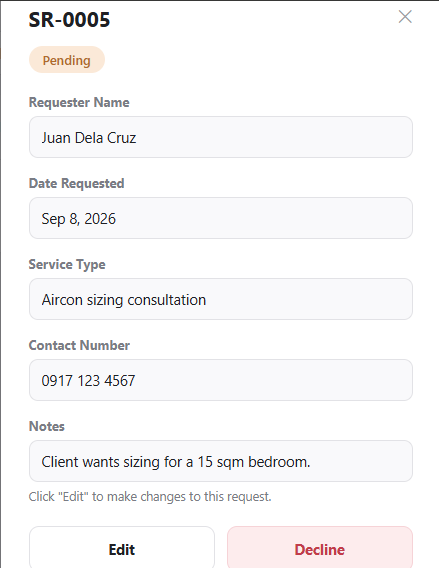 SR-0005
Pending
Requester Name
Juan Dela Cruz
Date Requested
Sep 8, 2026
Service Type
Aircon sizing consultation
Contact Number
0917 123 4567
Notes
Client wants sizing for a 15 sqm bedroom.
Click "Edit" to make changes to this request.
Edit
Decline